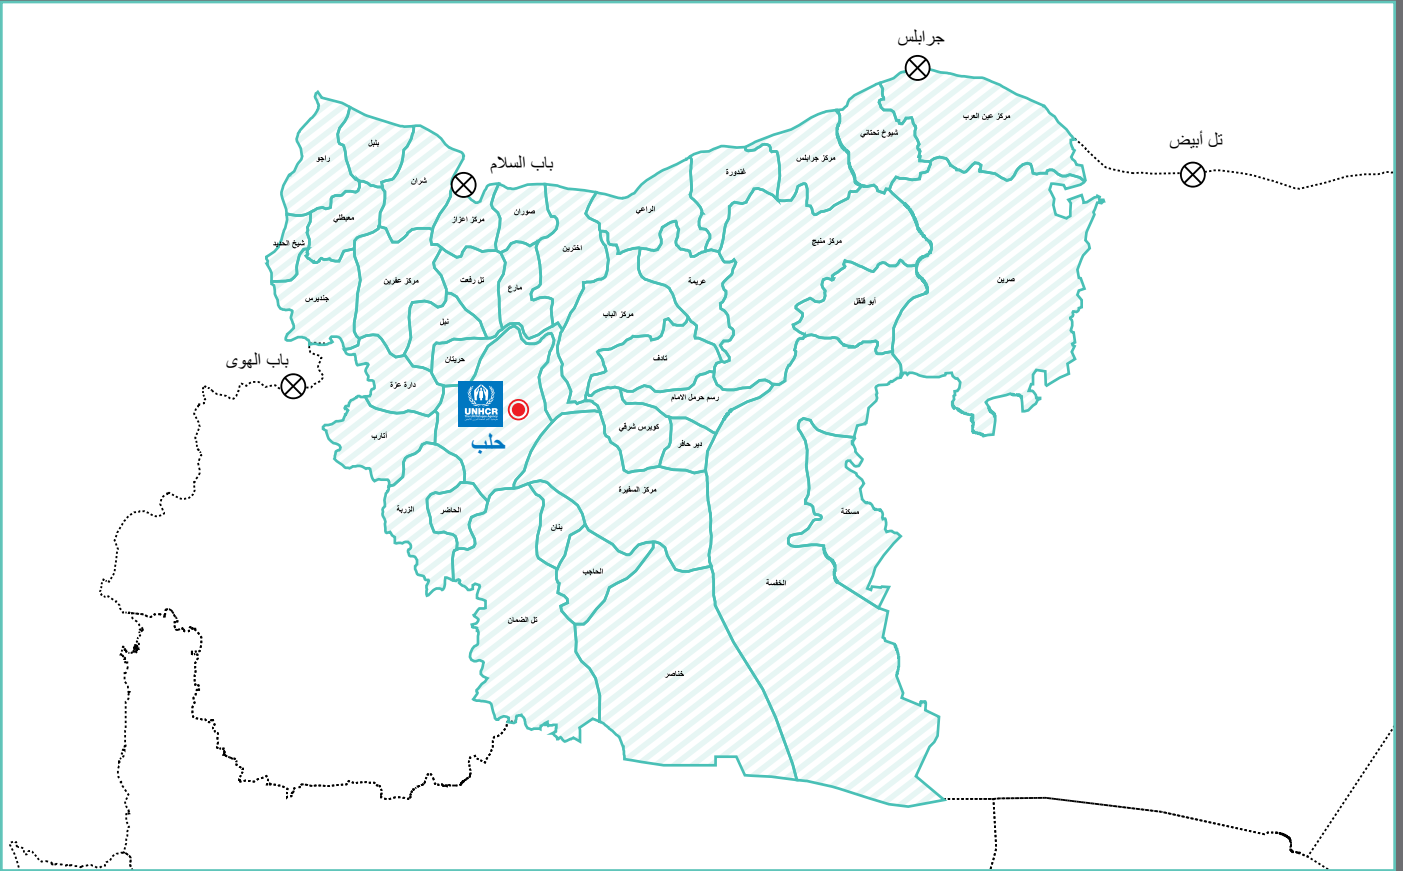 جرابلس
مركز عين العرب
شيوخ تحتاني
تل أبيض
بلبل
راجو
شران
باب السلام
مركز جرابلس
غندورة
معبطلي
مركز اعزاز
صوران
الراعي
شيخ الحديد
اخترين
مركز منبج
جنديرس
مركز عفرين
تل رفعت
مارع
عريمة
صرين
أبو قلقل
نبل
مركز الباب
باب الهوى
حريتان
تادف
دارة عزة
رسم حرمل الامام
UNHCR
حلب
أتارب
كويرس شرقي
دير حافر
مركز السفيرة
الزربة
الحاضر
بنان
مسكنة
الحاجب
الخفسة
تل الضمان
خناصر